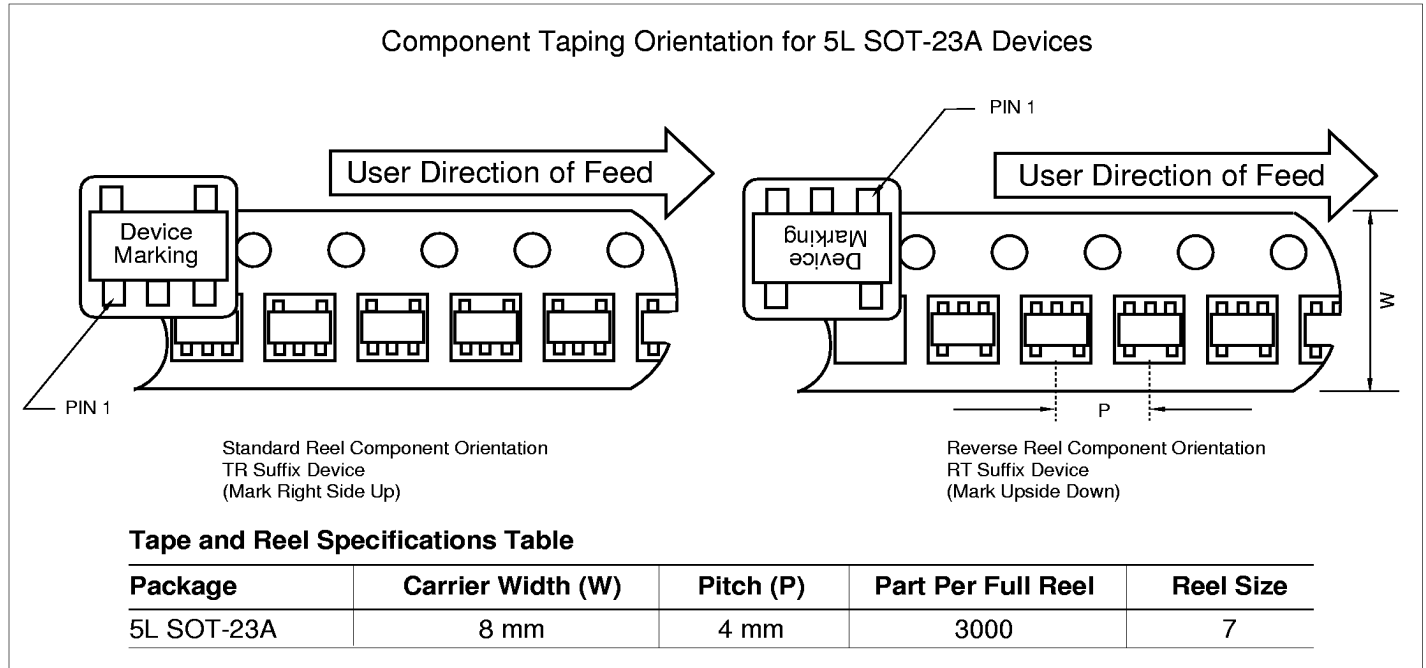 Component Taping Orientation for 5L SOT-23A Devices
PIN 1
User Direction of Feed
User Direction of Feed
Device
Marking
Device
Marking
W
PIN 1
P
Standard Reel Component Orientation
TR Suffix Device
(Mark Right Side Up)
Reverse Reel Component Orientation
RT Suffix Device
(Mark Upside Down)
Tape and Reel Specifications Table
Package Carrier Width (W) Pitch (P) Part Per Full Reel Reel Size
5L SOT-23A 8 mm 4 mm 3000 7